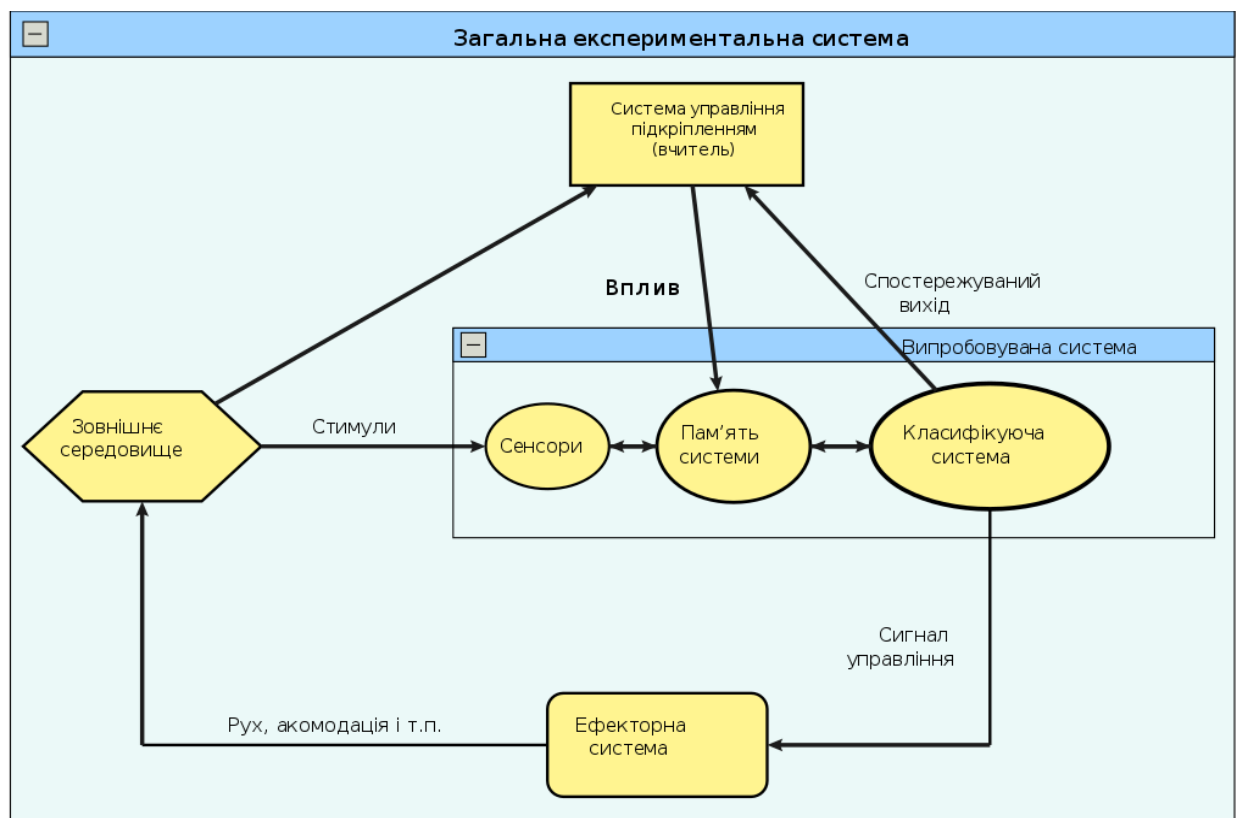 Загальна експериментальна система
Система управління
підкріпленням
(вчитель)
Вплив
Спостережуваний
вихід
Випробовувана система
Зовнішнє
середовище
Стимули
Сенсори
Пам’ять
системи
Класифікуюча
система
Сигнал
управління
Рух, акомодація і т.п.
Ефекторна
система